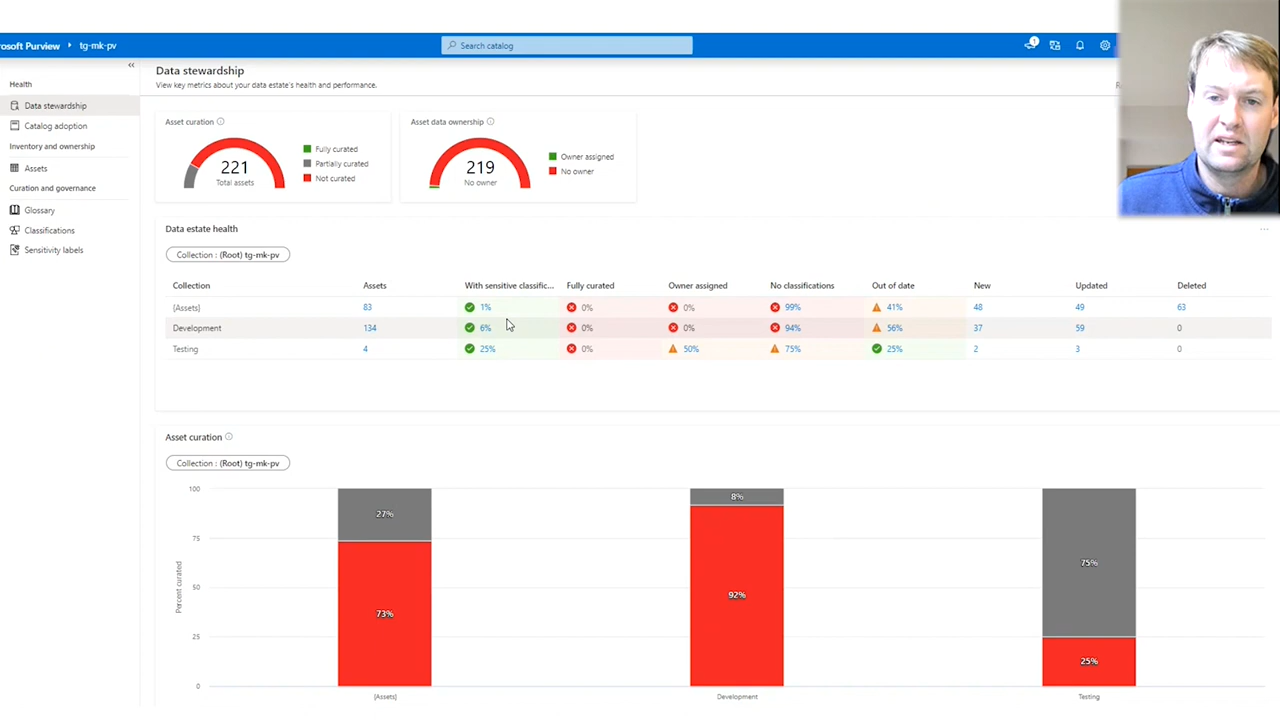 rosoft Purview ▸ tg-mk-pv
Search catalog
1
Health
Data stewardship
Catalog adoption
Inventory and ownership
Assets
Curation and governance
Glossary
Classifications
Sensitivity labels
Data stewardship
View key metrics about your data estate's health and performance.
Asset curation
221
Total assets
Fully curated
Partially curated
Not curated
Asset data ownership
219
No owner
Owner assigned
No owner
Data estate health
Collection : (Root) tg-mk-pv
Collection Assets With sensitive classific... Fully curated Owner assigned No classifications Out of date New Updated Deleted
(Assets) 83 1% 0% 0% 99% 41% 48 49 63
Development 134 6% 0% 0% 94% 56% 37 59 0
Testing 4 25% 0% 50% 75% 25% 2 3 0
Asset curation
Collection : (Root) tg-mk-pv
Percent curated
100
75
50
25
0
27%
73%
8%
92%
75%
25%
(Assets) Development Testing